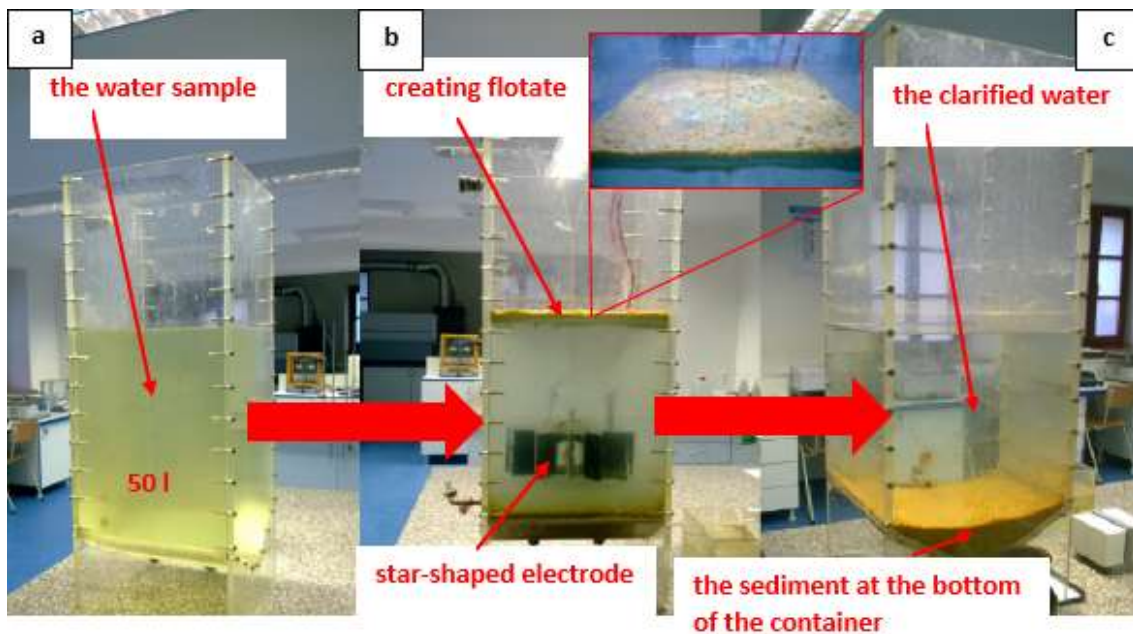 a
the water sample
50 l
b
creating flotate
star-shaped electrode
c
the clarified water
the sediment at the bottom
of the container